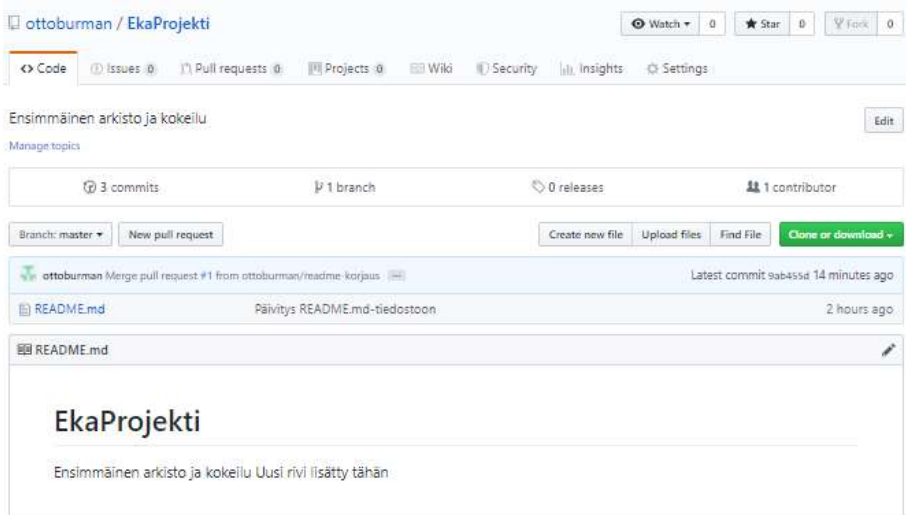 ottoburman / EkaProjekti
Watch 0 Star 0 Fork 0
Code Issues 0 Pull requests 0 Projects 0 Wiki Security Insights Settings
Ensimmäinen arkisto ja kokeilu Edit
Manage topics
3 commits 1 branch 0 releases 1 contributor
Branch: master New pull request Create new file Upload files Find File Clone or download
ottoburman Merge pull request #1 from ottoburman/readme-korjaus ... Latest commit 9ab455d 14 minutes ago
README.md Päivitys README.md-tiedostoon 2 hours ago
README.md
EkaProjekti
Ensimmäinen arkisto ja kokeilu Uusi rivi lisätty tähän